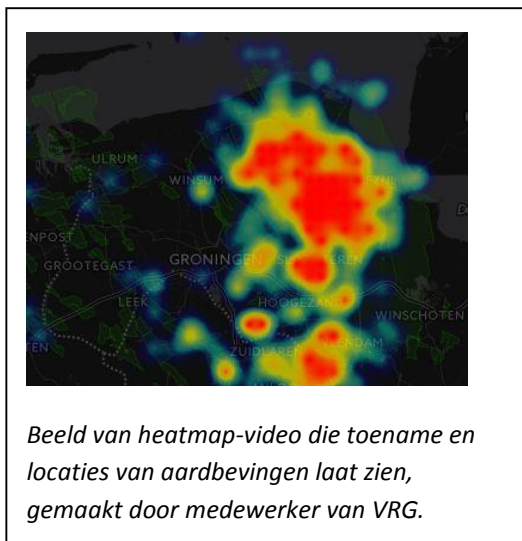 ULRUM
WINSUM
GRONINGEN
GROOTEGAST
LEEK
HOOGEZAND
WINSCHOTEN
ZUIDLAREN
Beeld van heatmap-video die toename en
locaties van aardbevingen laat zien,
gemaakt door medewerker van VRG.